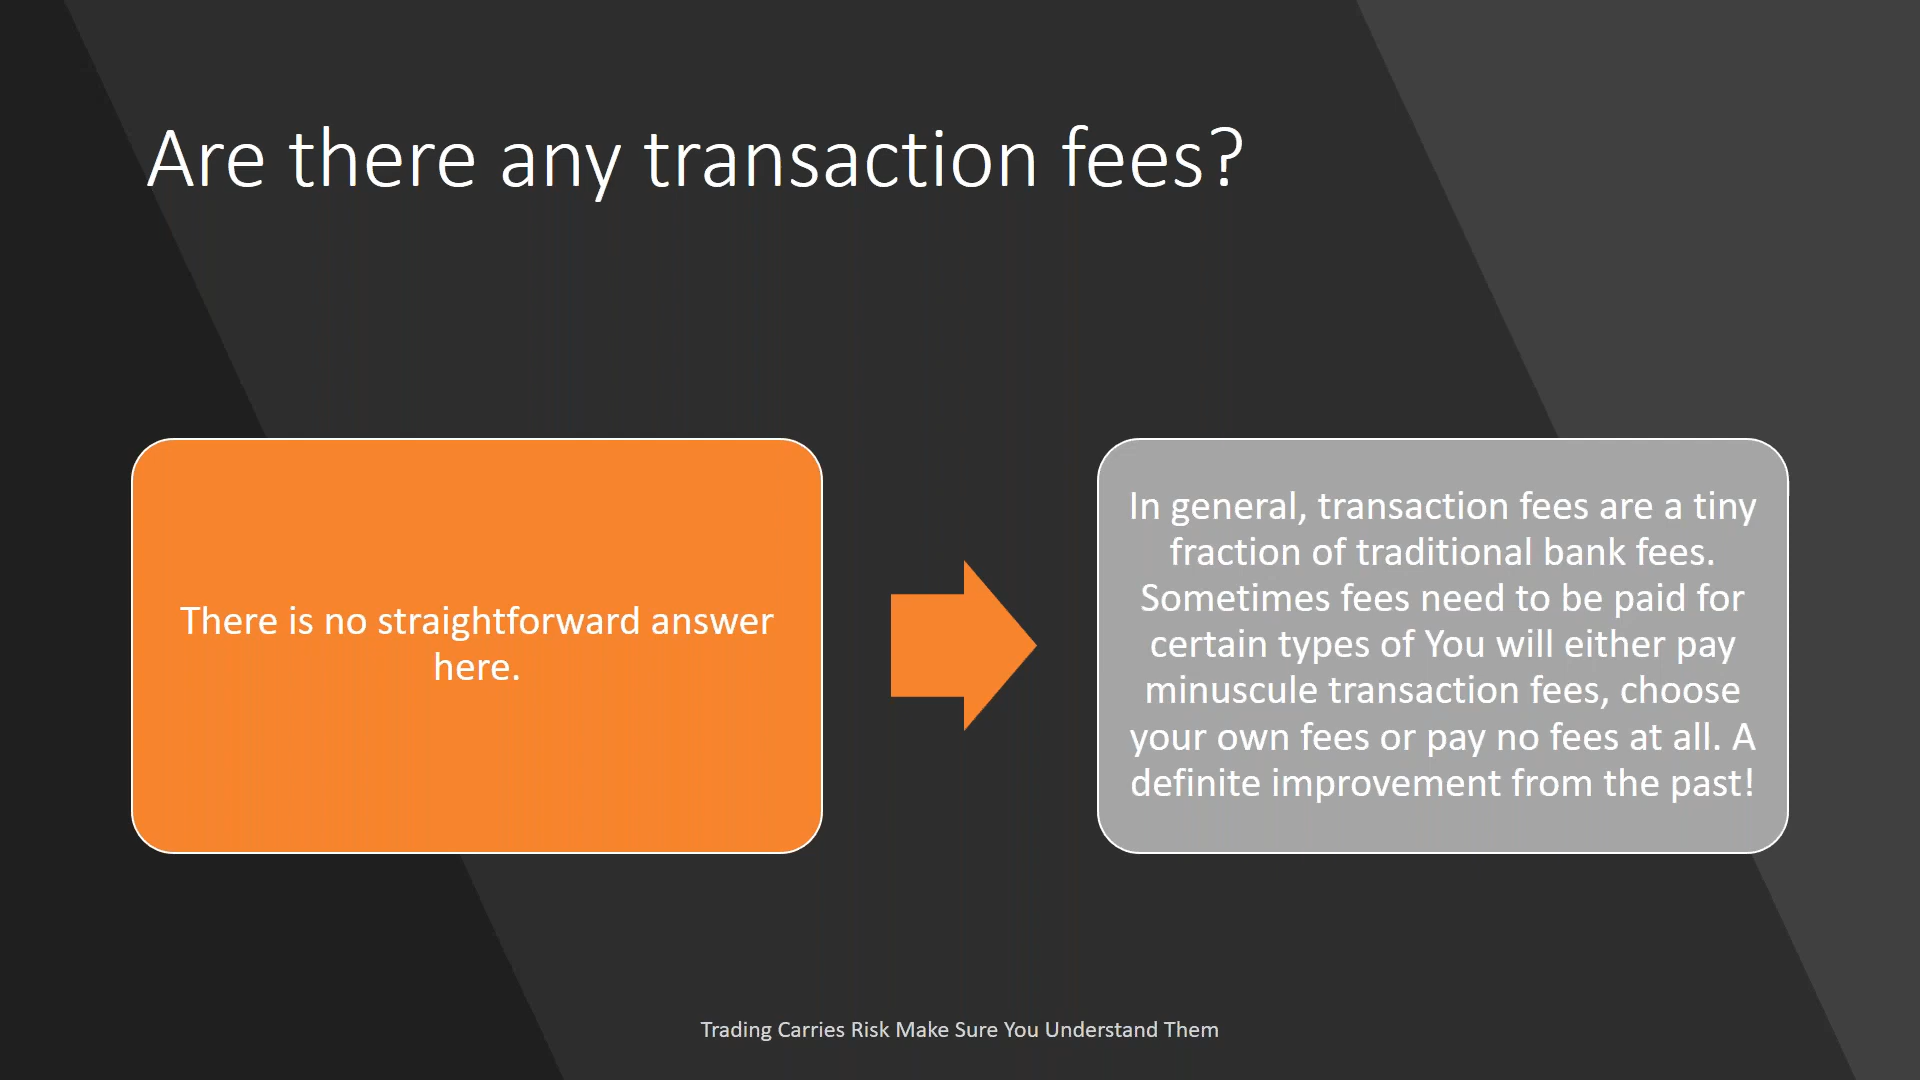 Are there any transaction fees?
There is no straightforward answer
here.
In general, transaction fees are a tiny
fraction of traditional bank fees.
Sometimes fees need to be paid for
certain types of You will either pay
minuscule transaction fees, choose
your own fees or pay no fees at all. A
definite improvement from the past!
Trading Carries Risk Make Sure You Understand Them